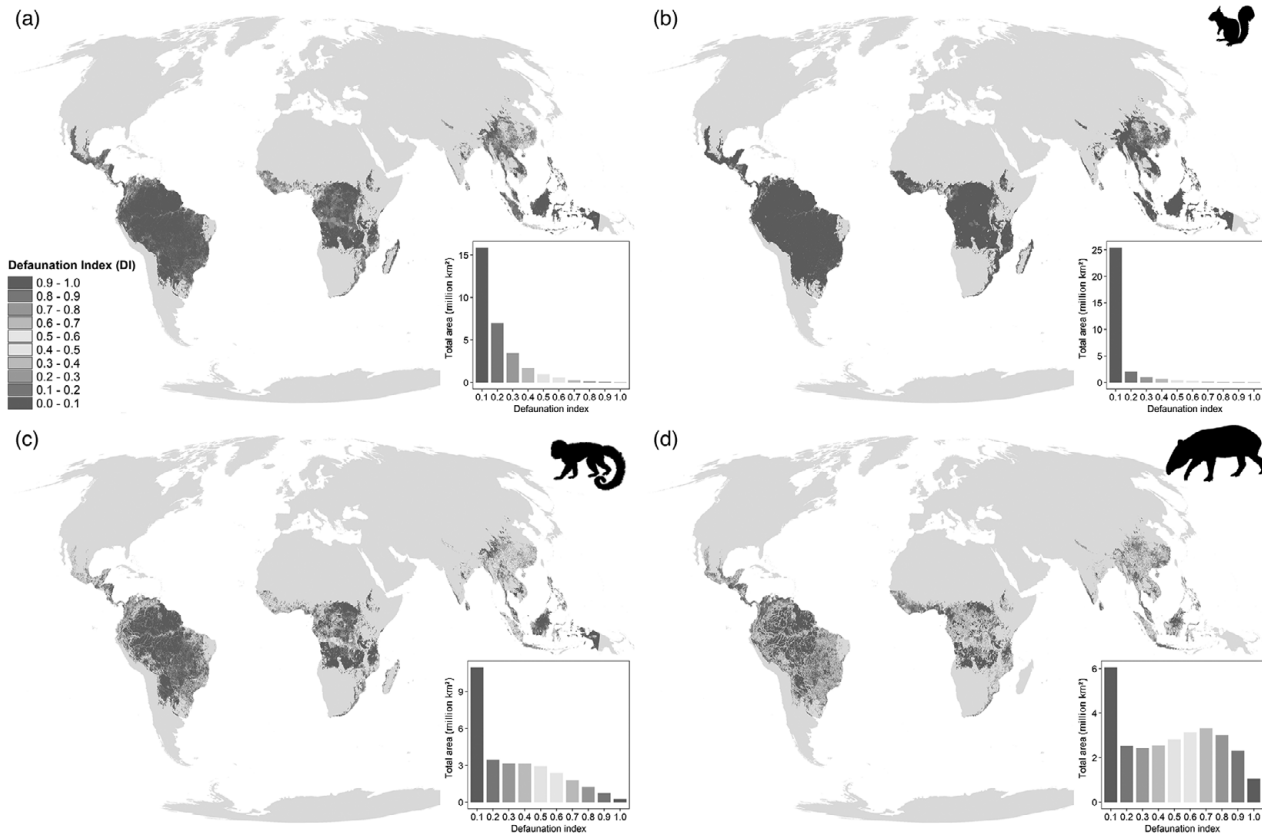 (a)
Defaunation Index (DI)
0.9 - 1.0
0.8 - 0.9
0.7 - 0.8
0.6 - 0.7
0.5 - 0.6
0.4 - 0.5
0.3 - 0.4
0.2 - 0.3
0.1 - 0.2
0.0 - 0.1
Total area (million km²)
15
10
5
0
0.1 0.2 0.3 0.4 0.5 0.6 0.7 0.8 0.9 1.0
Defaunation index
(b)
Total area (million km²)
25
20
15
10
5
0
0.1 0.2 0.3 0.4 0.5 0.6 0.7 0.8 0.9 1.0
Defaunation index
(c)
Total area (million km²)
9
6
3
0
0.1 0.2 0.3 0.4 0.5 0.6 0.7 0.8 0.9 1.0
Defaunation index
(d)
Total area (million km²)
6
4
2
0
0.1 0.2 0.3 0.4 0.5 0.6 0.7 0.8 0.9 1.0
Defaunation index